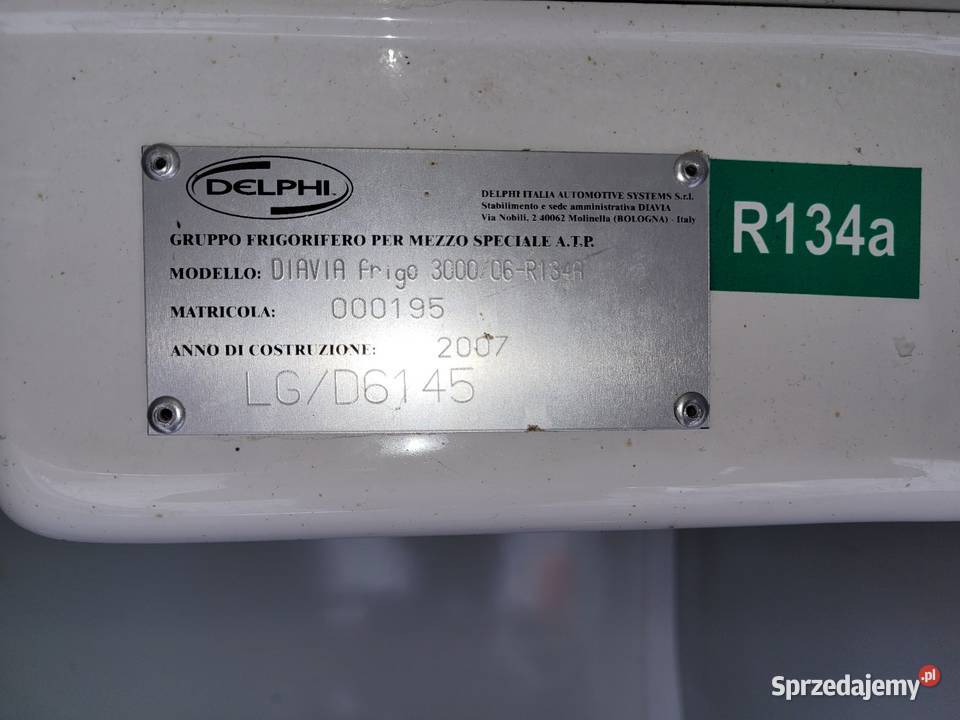 DELPHI
DELPHI ITALIA AUTOMOTIVE SYSTEMS S.r.l.
Stabilimento e sede amministrativa DIAVIA
Via Nobili, 2 40062 Molinella (BOLOGNA) - Italy
GRUPPO FRIGORIFERO PER MEZZO SPECIALE A.T.P.
MODELLO: DIAVIA frigo 3000/06-R134A
MATRICOLA: 000195
ANNO DI COSTRUZIONE: 2007
LG/D6145
R134a
Sprzedajemy.pl